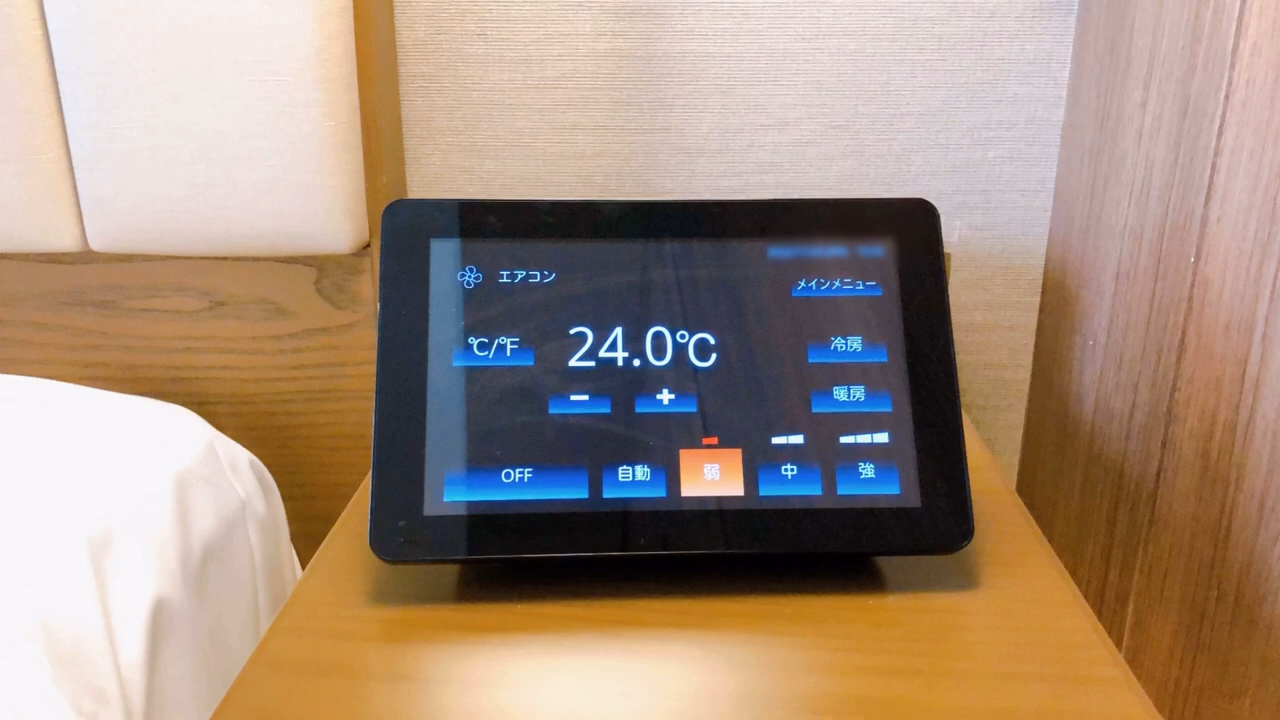 エアコン
メインメニュー
℃/℉
24.0℃
冷房
− +
暖房
OFF 自動 弱 中 強